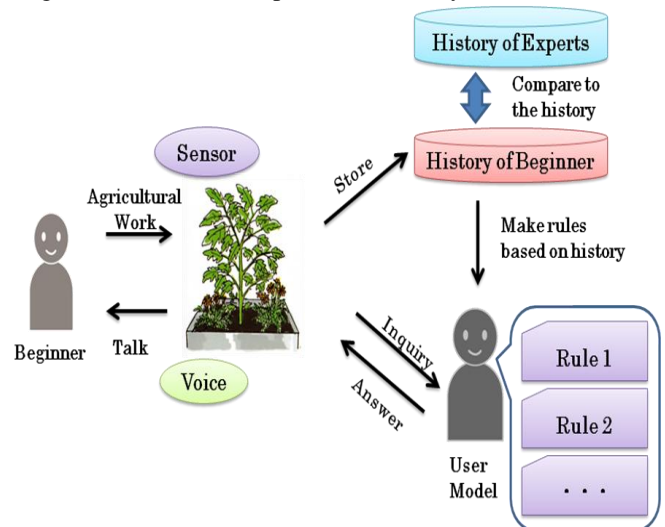 History of Experts
Compare to
the history
History of Beginner
Sensor
Store
Agricultural
Work
Make rules
based on history
Beginner
Talk
Voice
Inquiry
Answer
User
Model
Rule 1
Rule 2
. . .